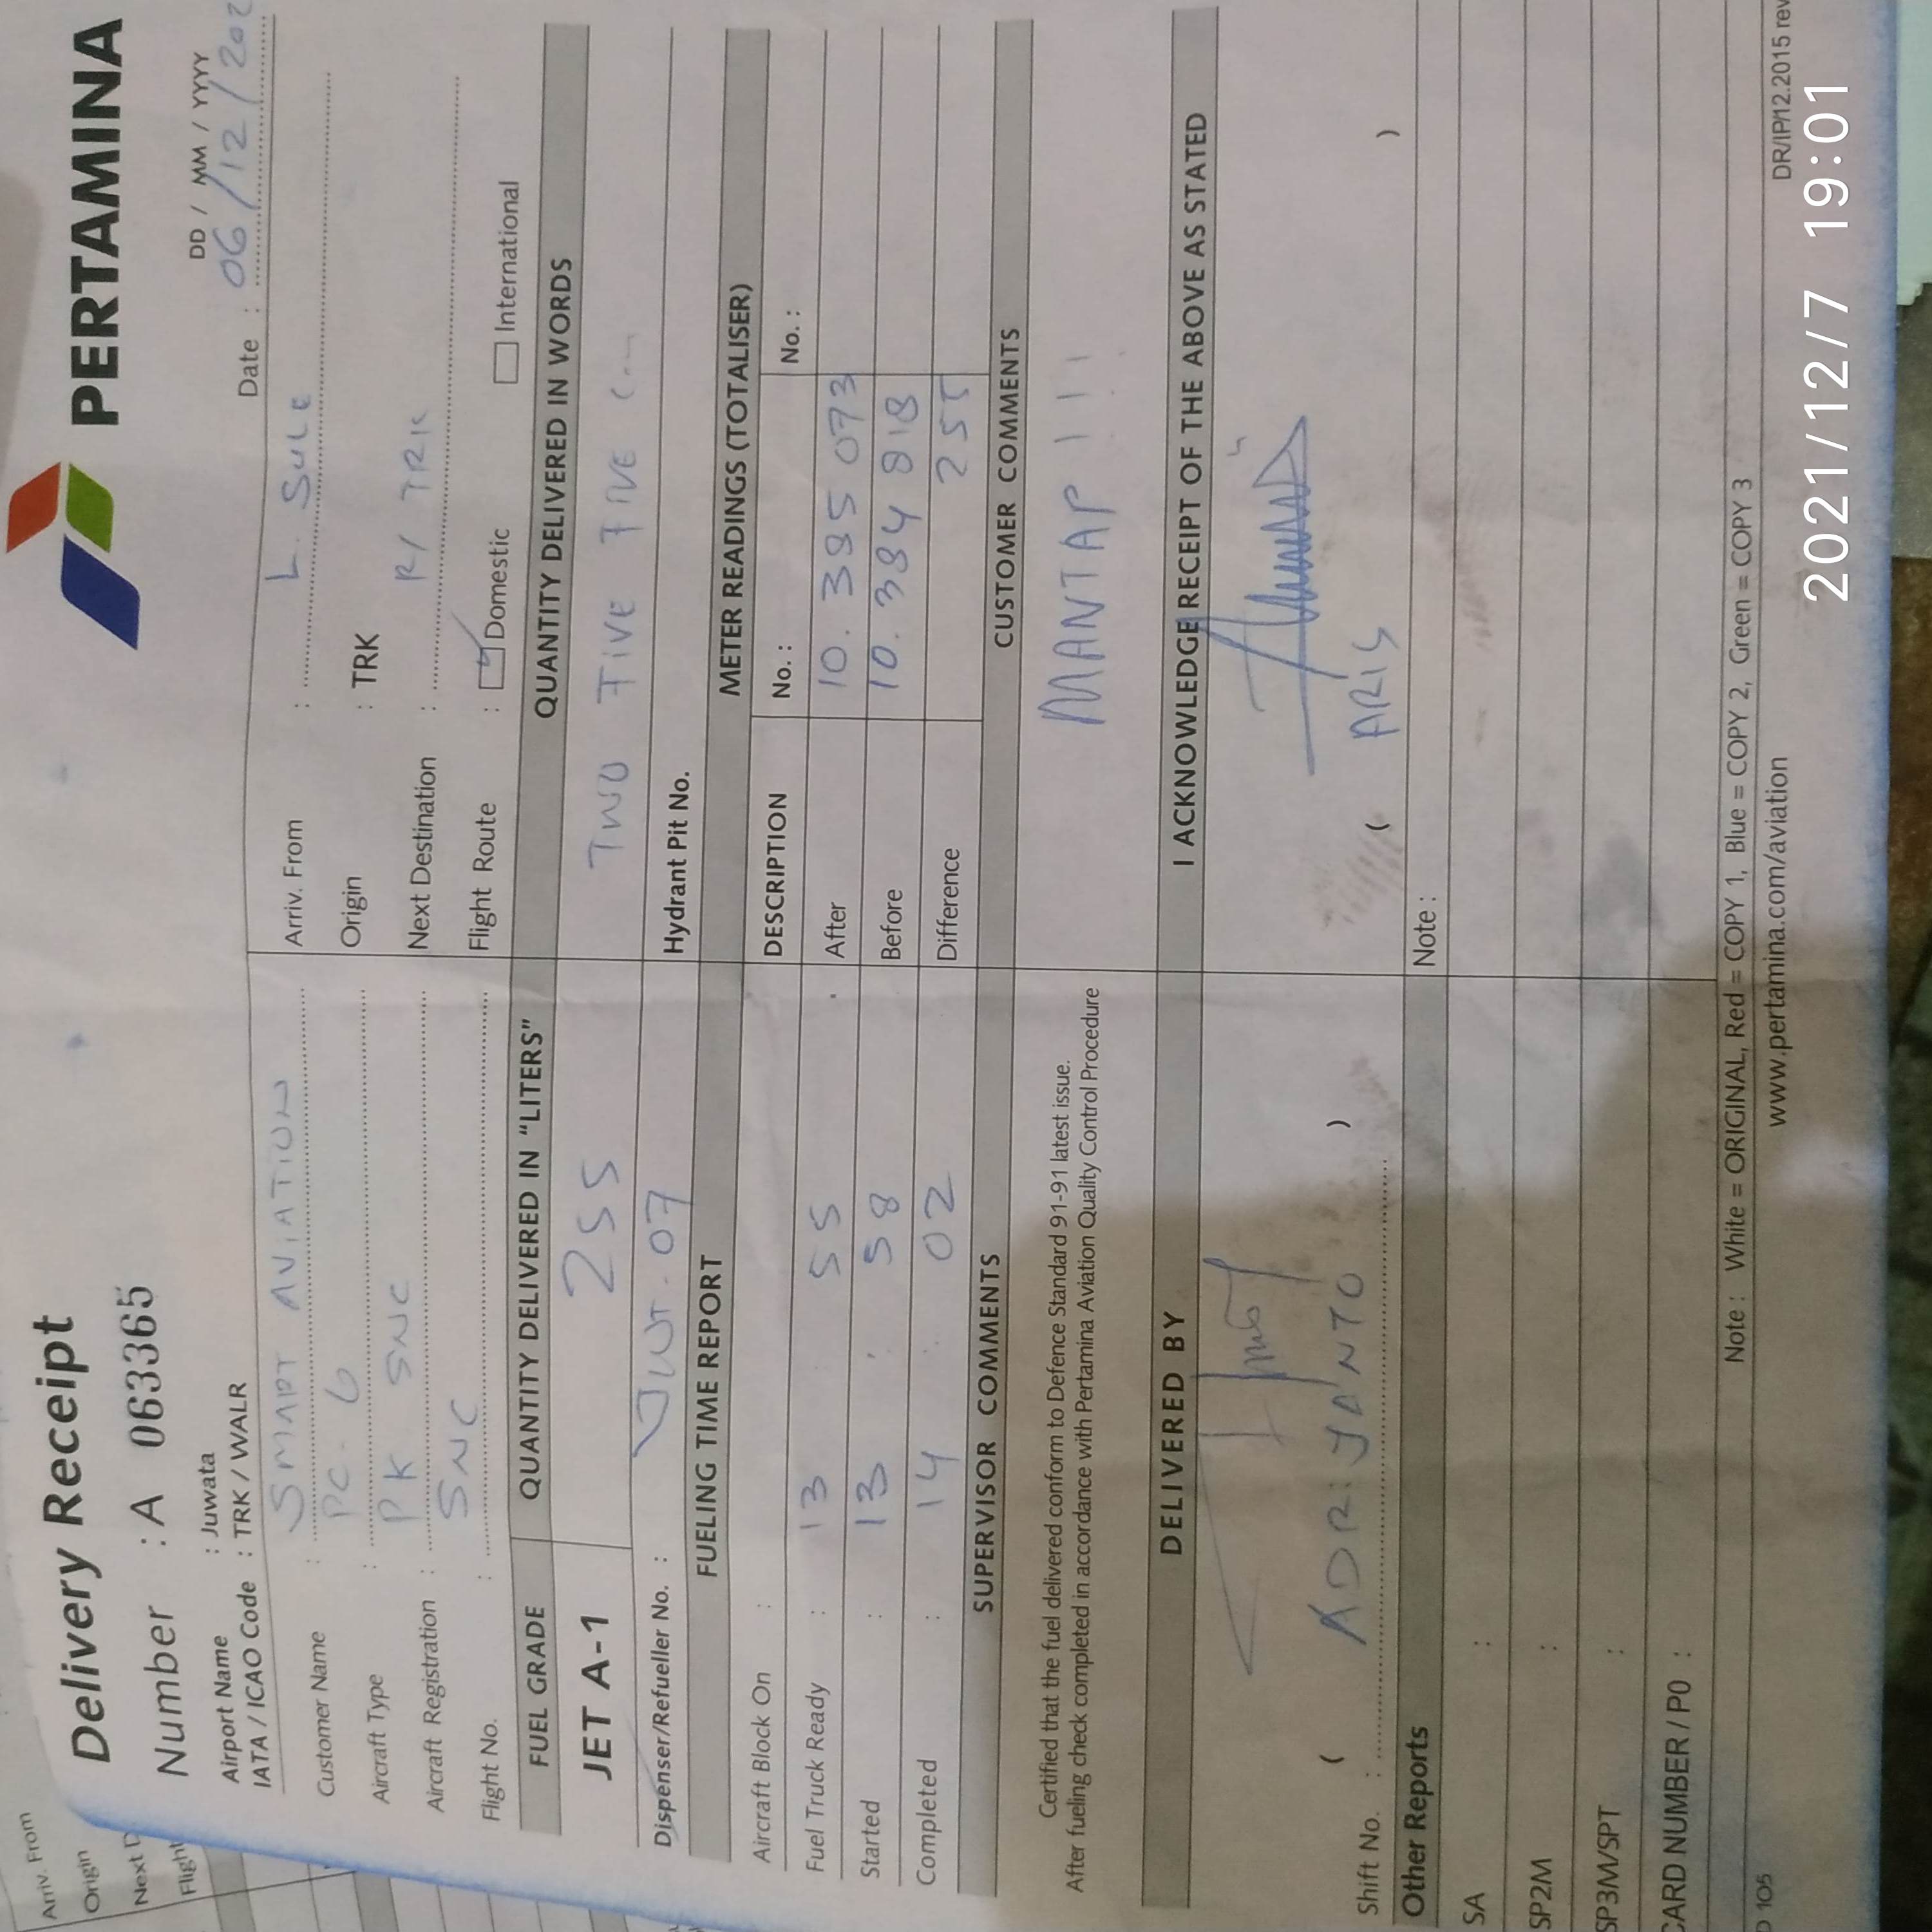 PERTAMINA
Delivery Receipt
Number : A 063365
DD / MM / YYYY
Date : 06/12/202
Airport Name : Juwata
IATA / ICAO Code : TRK / WALR
Customer Name : SMART AVIATION
Aircraft Type : PC. 6
Aircraft Registration : PK SNC
Flight No. : SNC
Arriv. From : L. SULE
Origin : TRK
Next Destination : R/ TRK
Flight Route : Domestic International
FUEL GRADE QUANTITY DELIVERED IN "LITERS" QUANTITY DELIVERED IN WORDS
JET A-1 255 TWO FIVE FIVE
Dispenser/Refueller No. : JWT. 07 Hydrant Pit No.
FUELING TIME REPORT METER READINGS (TOTALISER)
Aircraft Block On : DESCRIPTION No. : No. :
Fuel Truck Ready : 13 55 After 10. 385 073
Started : 13 : 58 Before 10. 384 818
Completed : 14 : 02 Difference 255
SUPERVISOR COMMENTS CUSTOMER COMMENTS
Certified that the fuel delivered conform to Defence Standard 91-91 latest issue.
After fueling check completed in accordance with Pertamina Aviation Quality Control Procedure
MANTAP !!!
DELIVERED BY I ACKNOWLEDGE RECEIPT OF THE ABOVE AS STATED
( ADRIYANTO ) ( ARIS )
Shift No. :
Other Reports Note :
SA :
SP2M :
SP3M/SPT :
CARD NUMBER / PO :
Note : White = ORIGINAL, Red = COPY 1, Blue = COPY 2, Green = COPY 3
www.pertamina.com/aviation
DR/IP/12.2015 rev
105
Arriv. From
Origin
Next D
Flight
2021/12/7 19:01